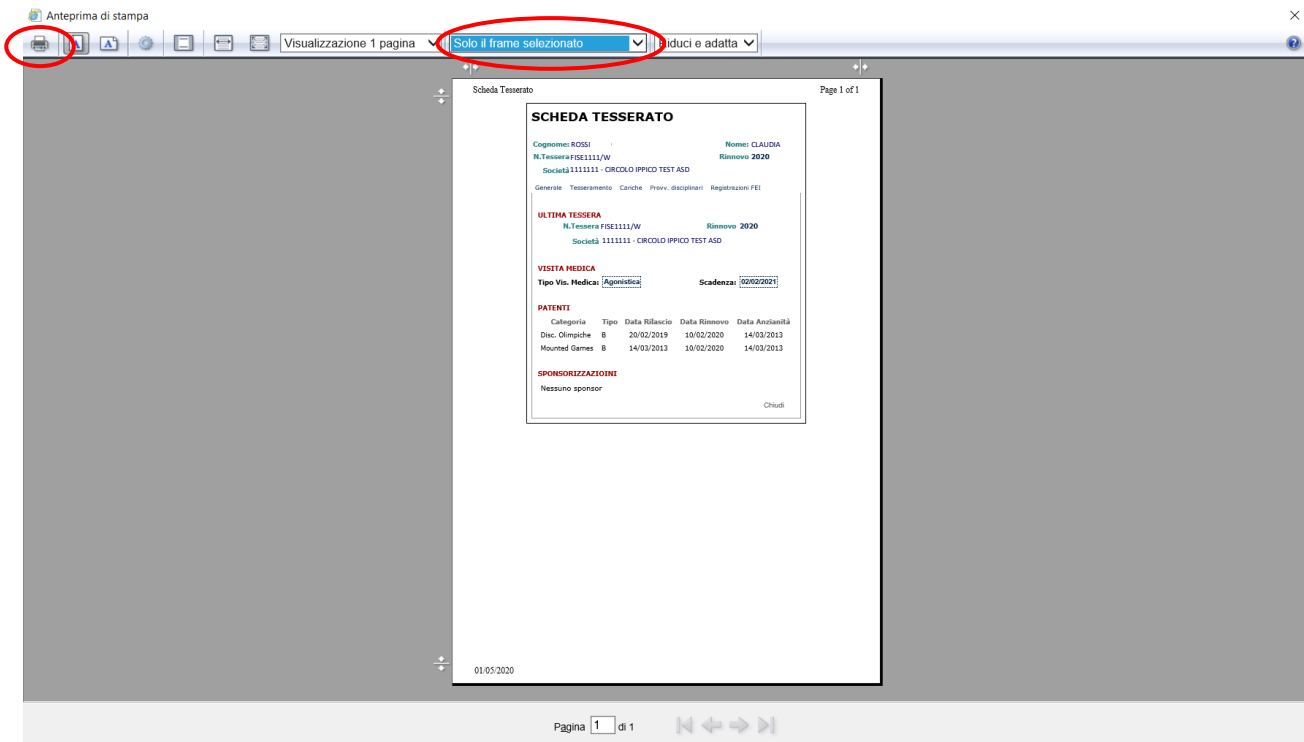 Anteprima di stampa
Visualizzazione 1 pagina Solo il frame selezionato Riduci e adatta
Scheda Tesserato Page 1 of 1
SCHEDA TESSERATO
Cognome: ROSSI Nome: CLAUDIA
N.Tessera FISE1111/W Rinnovo 2020
Società 1111111 - CIRCOLO IPPICO TEST ASD
Generale Tesseramento Cariche Provv. disciplinari Registrazioni FEI
ULTIMA TESSERA
N.Tessera FISE1111/W Rinnovo 2020
Società 1111111 - CIRCOLO IPPICO TEST ASD
VISITA MEDICA
Tipo Vis. Medica: Agonistica Scadenza: 02/02/2021
PATENTI
Categoria Tipo Data Rilascio Data Rinnovo Data Anzianità
Disc. Olimpiche B 20/02/2019 10/02/2020 14/03/2013
Mounted Games B 14/03/2013 10/02/2020 14/03/2013
SPONSORIZZAZIOINI
Nessuno sponsor
Chiudi
01/05/2020
Pagina 1 di 1